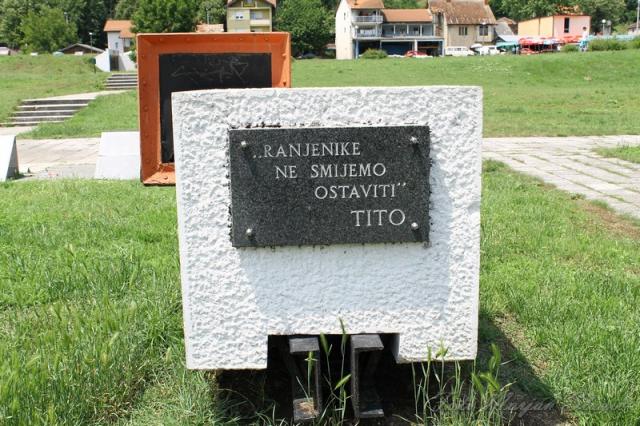 „RANJENIKE
NE SMIJEMO
OSTAVITI”
TITO